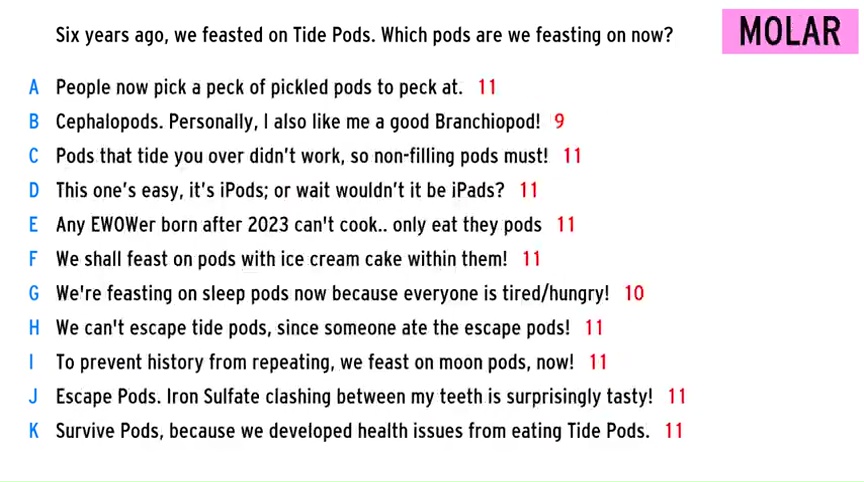 Six years ago, we feasted on Tide Pods. Which pods are we feasting on now?
MOLAR
A People now pick a peck of pickled pods to peck at. 11
B Cephalopods. Personally, I also like me a good Branchiopod! 9
C Pods that tide you over didn't work, so non-filling pods must! 11
D This one's easy, it's iPods; or wait wouldn't it be iPads? 11
E Any EWOWer born after 2023 can't cook.. only eat they pods 11
F We shall feast on pods with ice cream cake within them! 11
G We're feasting on sleep pods now because everyone is tired/hungry! 10
H We can't escape tide pods, since someone ate the escape pods! 11
I To prevent history from repeating, we feast on moon pods, now! 11
J Escape Pods. Iron Sulfate clashing between my teeth is surprisingly tasty! 11
K Survive Pods, because we developed health issues from eating Tide Pods. 11